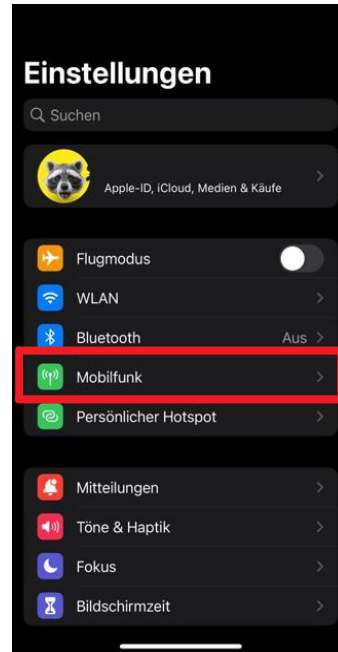 Einstellungen
Suchen
Apple-ID, iCloud, Medien & Käufe
Flugmodus
WLAN
Bluetooth Aus
Mobilfunk
Persönlicher Hotspot
Mitteilungen
Töne & Haptik
Fokus
Bildschirmzeit